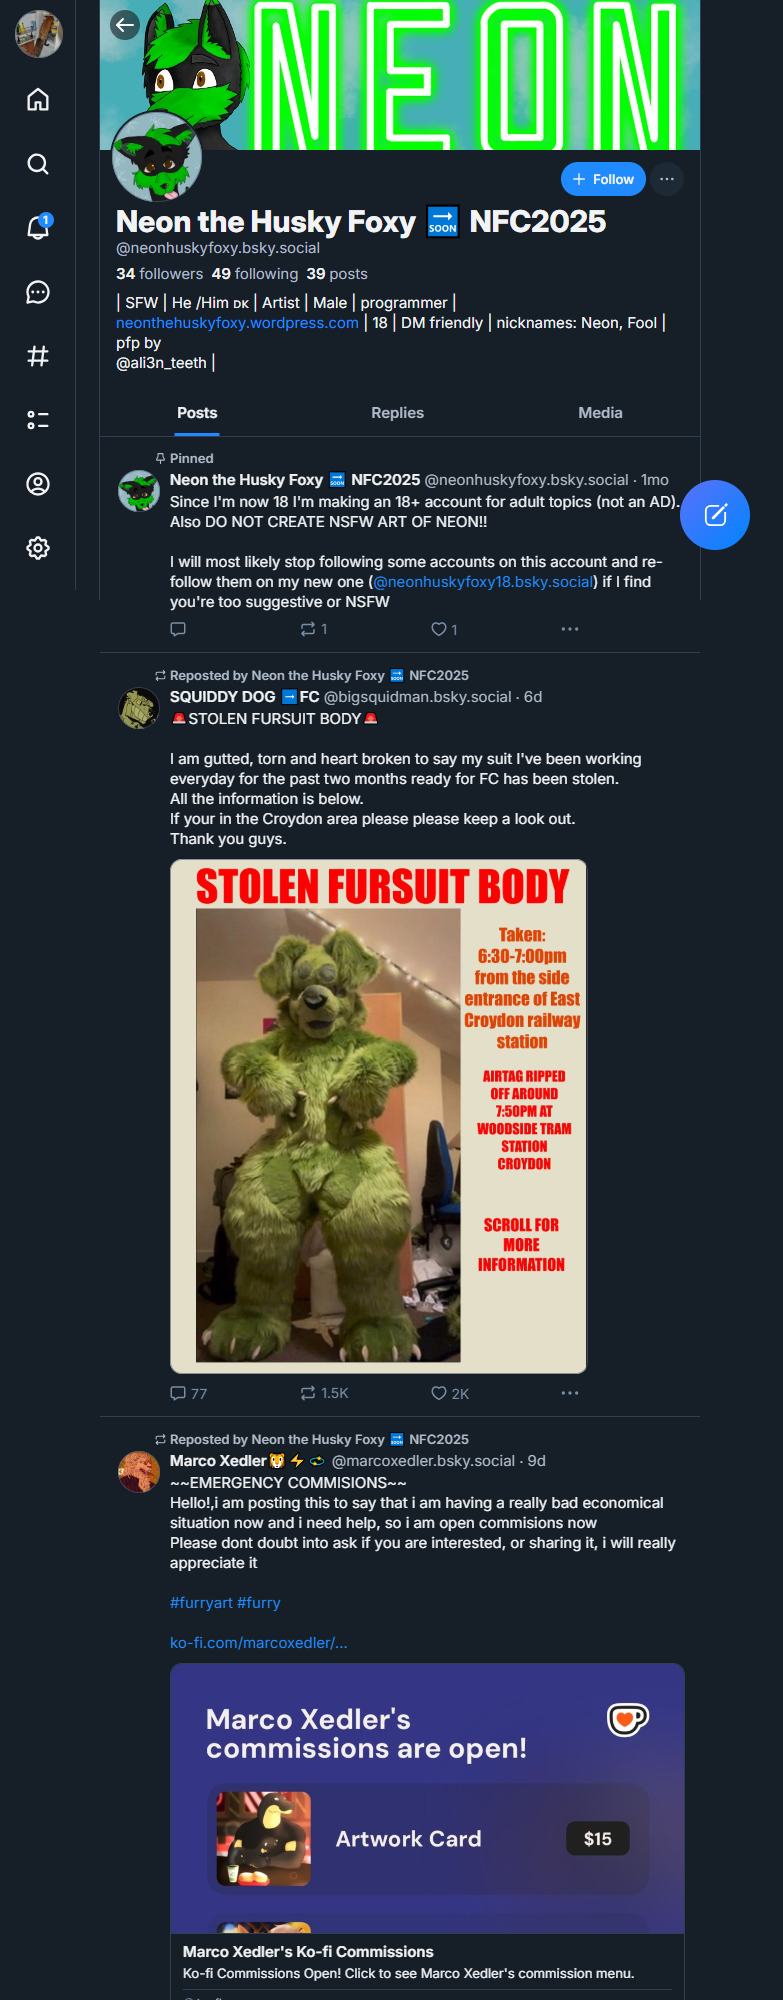 NEON
Follow
Neon the Husky Foxy 🔜 NFC2025
@neonhuskyfoxy.bsky.social
34 followers 49 following 39 posts
| SFW | He /Him ᴅᴋ | Artist | Male | programmer |
neonthehuskyfoxy.wordpress.com | 18 | DM friendly | nicknames: Neon, Fool |
pfp by
@ali3n_teeth |
Posts
Replies
Media
Pinned
Neon the Husky Foxy 🔜 NFC2025 @neonhuskyfoxy.bsky.social · 1mo
Since I'm now 18 I'm making an 18+ account for adult topics (not an AD).
Also DO NOT CREATE NSFW ART OF NEON!!
I will most likely stop following some accounts on this account and re-
follow them on my new one (@neonhuskyfoxy18.bsky.social) if I find
you're too suggestive or NSFW
1
1
1
Reposted by Neon the Husky Foxy 🔜 NFC2025
SQUIDDY DOG ➡️FC @bigsquidman.bsky.social · 6d
🚨STOLEN FURSUIT BODY🚨
I am gutted, torn and heart broken to say my suit I've been working
everyday for the past two months ready for FC has been stolen.
All the information is below.
If your in the Croydon area please please keep a look out.
Thank you guys.
STOLEN FURSUIT BODY
Taken:
6:30-7:00pm
from the side
entrance of East
Croydon railway
station
AIRTAG RIPPED
OFF AROUND
7:50PM AT
WOODSIDE TRAM
STATION
CROYDON
SCROLL FOR
MORE
INFORMATION
77
1.5K
2K
Reposted by Neon the Husky Foxy 🔜 NFC2025
Marco Xedler🐯⚡ @marcoxedler.bsky.social · 9d
~~EMERGENCY COMMISIONS~~
Hello!,i am posting this to say that i am having a really bad economical
situation now and i need help, so i am open commisions now
Please dont doubt into ask if you are interested, or sharing it, i will really
appreciate it
#furryart #furry
ko-fi.com/marcoxedler/...
Marco Xedler's
commissions are open!
Artwork Card
$15
Marco Xedler's Ko-fi Commissions
Ko-fi Commissions Open! Click to see Marco Xedler's commission menu.